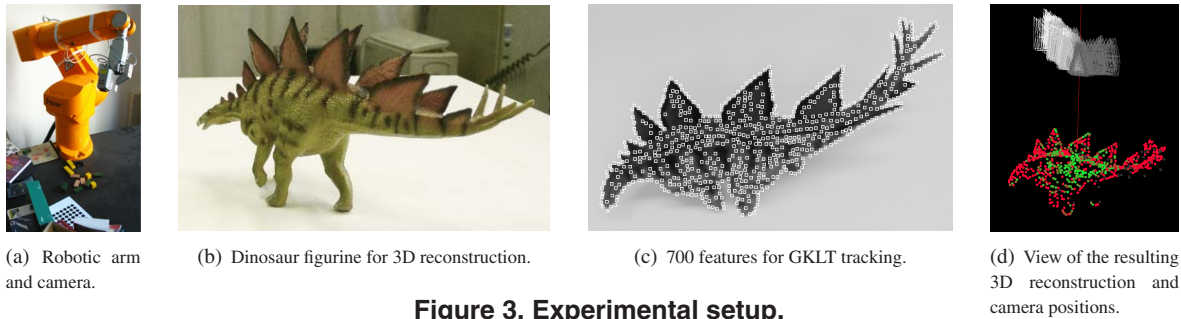 (a) Robotic arm
and camera.
(b) Dinosaur figurine for 3D reconstruction.
(c) 700 features for GKLT tracking.
(d) View of the resulting
3D reconstruction and
camera positions.
Figure 3. Experimental setup.